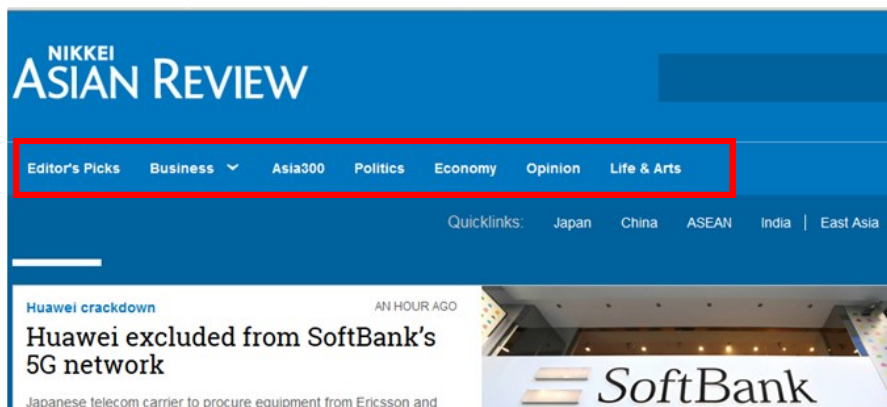 NIKKEI
ASIAN REVIEW
Editor's Picks Business Asia300 Politics Economy Opinion Life & Arts
Quicklinks: Japan China ASEAN India | East Asia
Huawei crackdown AN HOUR AGO
Huawei excluded from SoftBank's
5G network
Japanese telecom carrier to procure equipment from Ericsson and
SoftBank